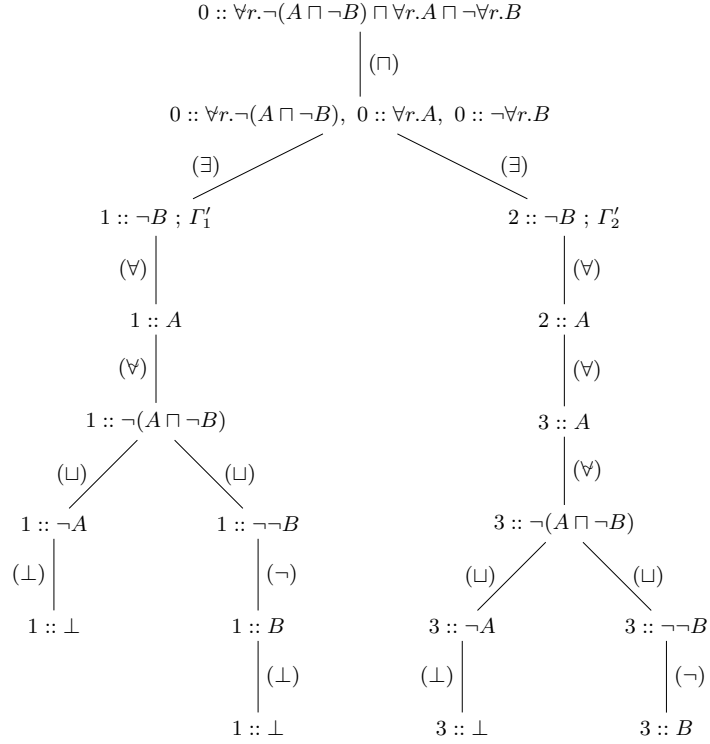 0 :: ∀̴r.¬(A ⊓ ¬B) ⊓ ∀r.A ⊓ ¬∀r.B
(⊓)
0 :: ∀̴r.¬(A ⊓ ¬B), 0 :: ∀r.A, 0 :: ¬∀r.B
(∃) (∃)
1 :: ¬B ; Γ′₁ 2 :: ¬B ; Γ′₂
(∀) (∀)
1 :: A 2 :: A
(∀̴) (∀)
1 :: ¬(A ⊓ ¬B) 3 :: A
(⊔) (⊔) (∀̴)
1 :: ¬A 1 :: ¬¬B 3 :: ¬(A ⊓ ¬B)
(⊥) (¬) (⊔) (⊔)
1 :: ⊥ 1 :: B 3 :: ¬A 3 :: ¬¬B
(⊥) (⊥) (¬)
1 :: ⊥ 3 :: ⊥ 3 :: B